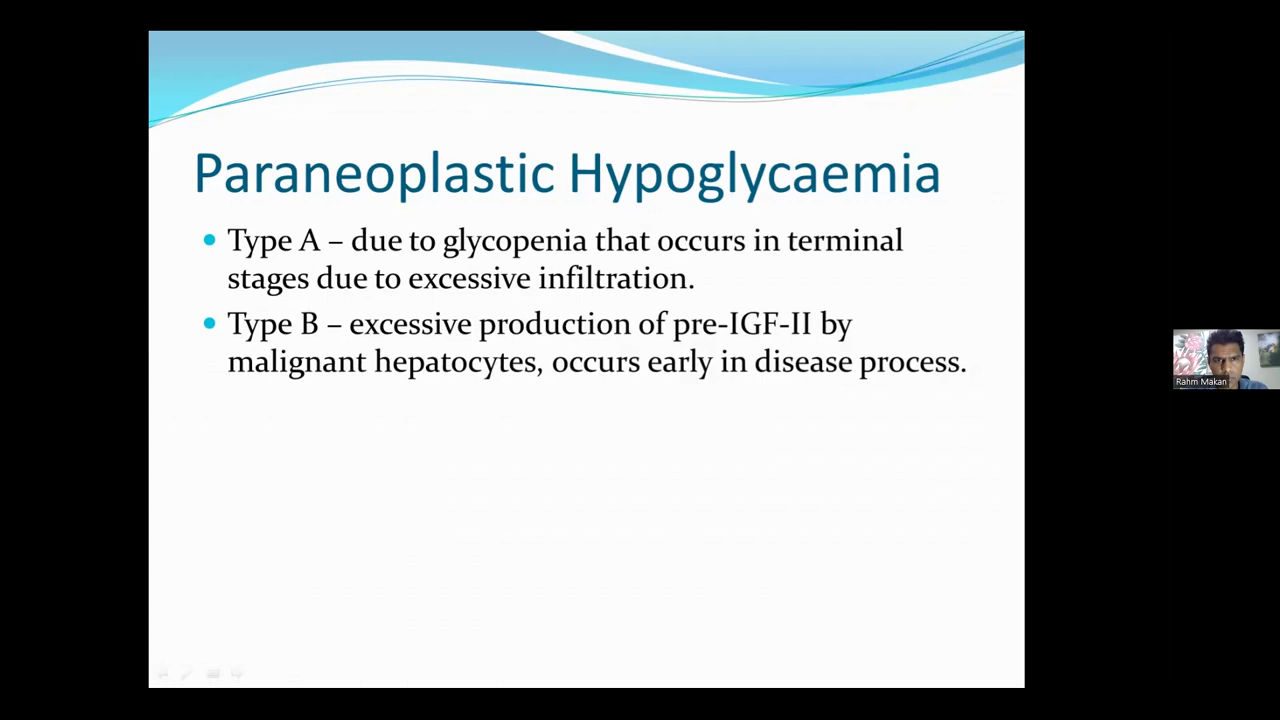 Paraneoplastic Hypoglycaemia
Type A – due to glycopenia that occurs in terminal
stages due to excessive infiltration.
Type B – excessive production of pre-IGF-II by
malignant hepatocytes, occurs early in disease process.
Rahm Makan